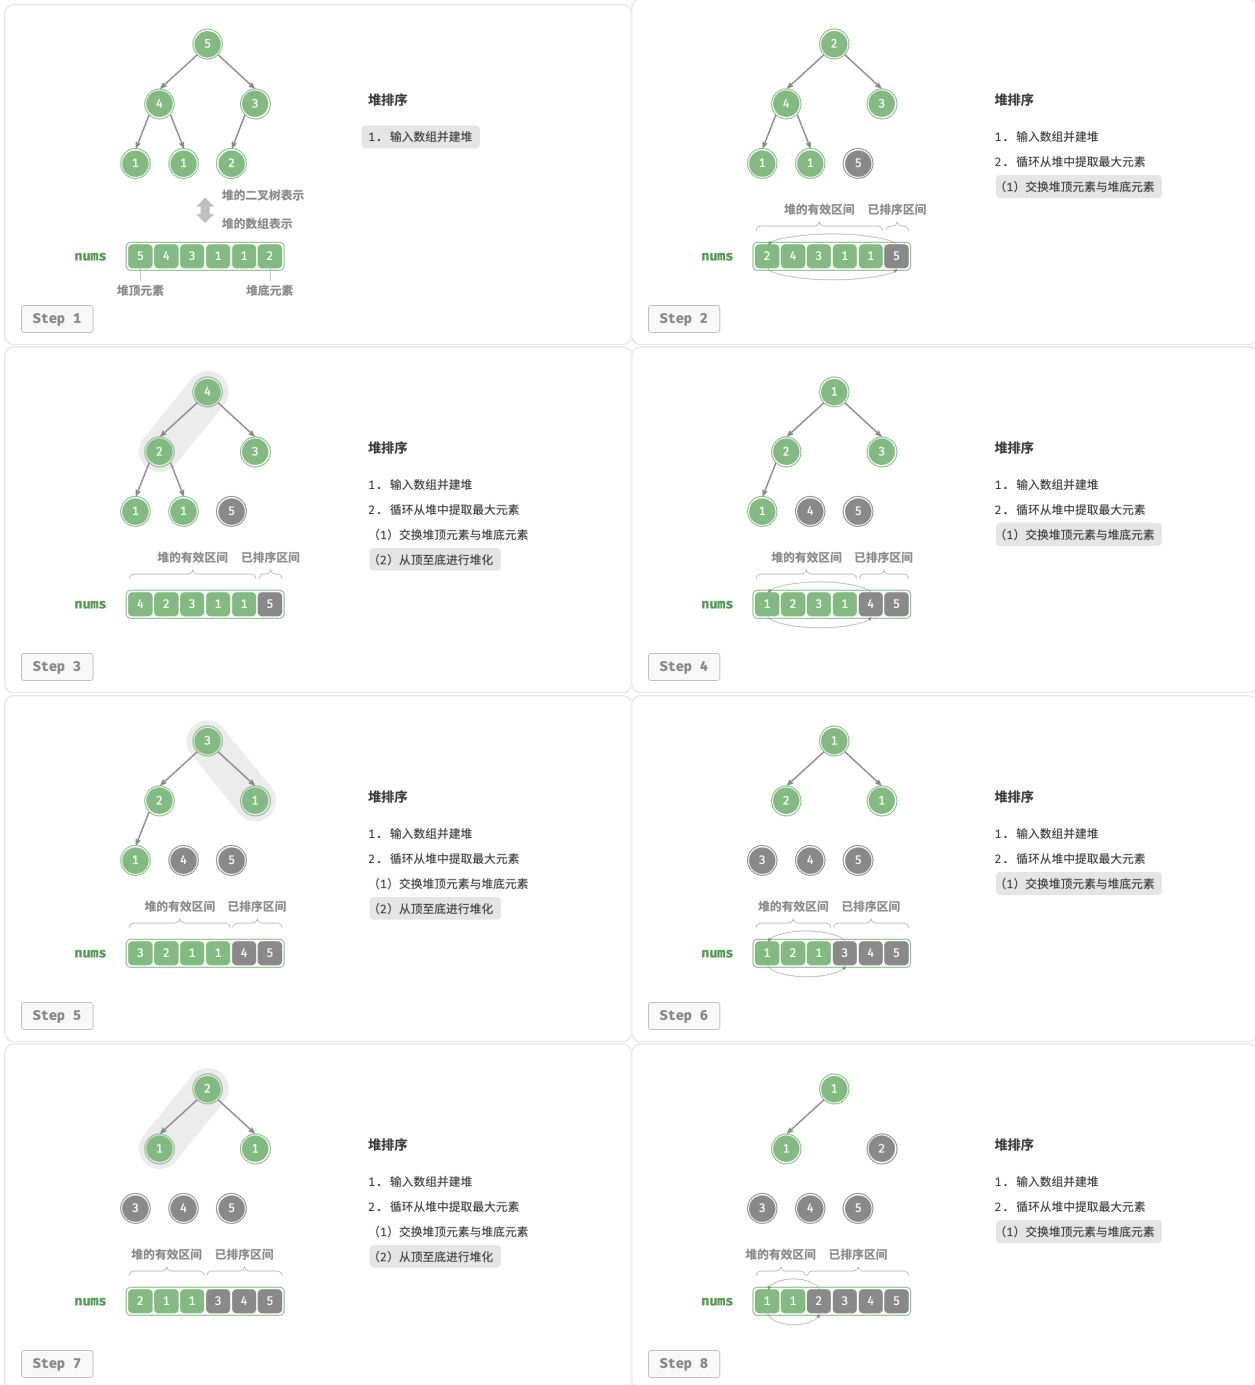 5
4 3
1 1 2
堆的二叉树表示
堆的数组表示
nums 5 4 3 1 1 2
堆顶元素 堆底元素
堆排序
1. 输入数组并建堆
Step 1
2
4 3
1 1 5
堆的有效区间 已排序区间
nums 2 4 3 1 1 5
堆排序
1. 输入数组并建堆
2. 循环从堆中提取最大元素
（1）交换堆顶元素与堆底元素
Step 2
4
2 3
1 1 5
堆的有效区间 已排序区间
nums 4 2 3 1 1 5
堆排序
1. 输入数组并建堆
2. 循环从堆中提取最大元素
（1）交换堆顶元素与堆底元素
（2）从顶至底进行堆化
Step 3
1
2 3
1 4 5
堆的有效区间 已排序区间
nums 1 2 3 1 4 5
堆排序
1. 输入数组并建堆
2. 循环从堆中提取最大元素
（1）交换堆顶元素与堆底元素
Step 4
3
2 1
1 4 5
堆的有效区间 已排序区间
nums 3 2 1 1 4 5
堆排序
1. 输入数组并建堆
2. 循环从堆中提取最大元素
（1）交换堆顶元素与堆底元素
（2）从顶至底进行堆化
Step 5
1
2 1
3 4 5
堆的有效区间 已排序区间
nums 1 2 1 3 4 5
堆排序
1. 输入数组并建堆
2. 循环从堆中提取最大元素
（1）交换堆顶元素与堆底元素
Step 6
2
1 1
3 4 5
堆的有效区间 已排序区间
nums 2 1 1 3 4 5
堆排序
1. 输入数组并建堆
2. 循环从堆中提取最大元素
（1）交换堆顶元素与堆底元素
（2）从顶至底进行堆化
Step 7
1
1 2
3 4 5
堆的有效区间 已排序区间
nums 1 1 2 3 4 5
堆排序
1. 输入数组并建堆
2. 循环从堆中提取最大元素
（1）交换堆顶元素与堆底元素
Step 8